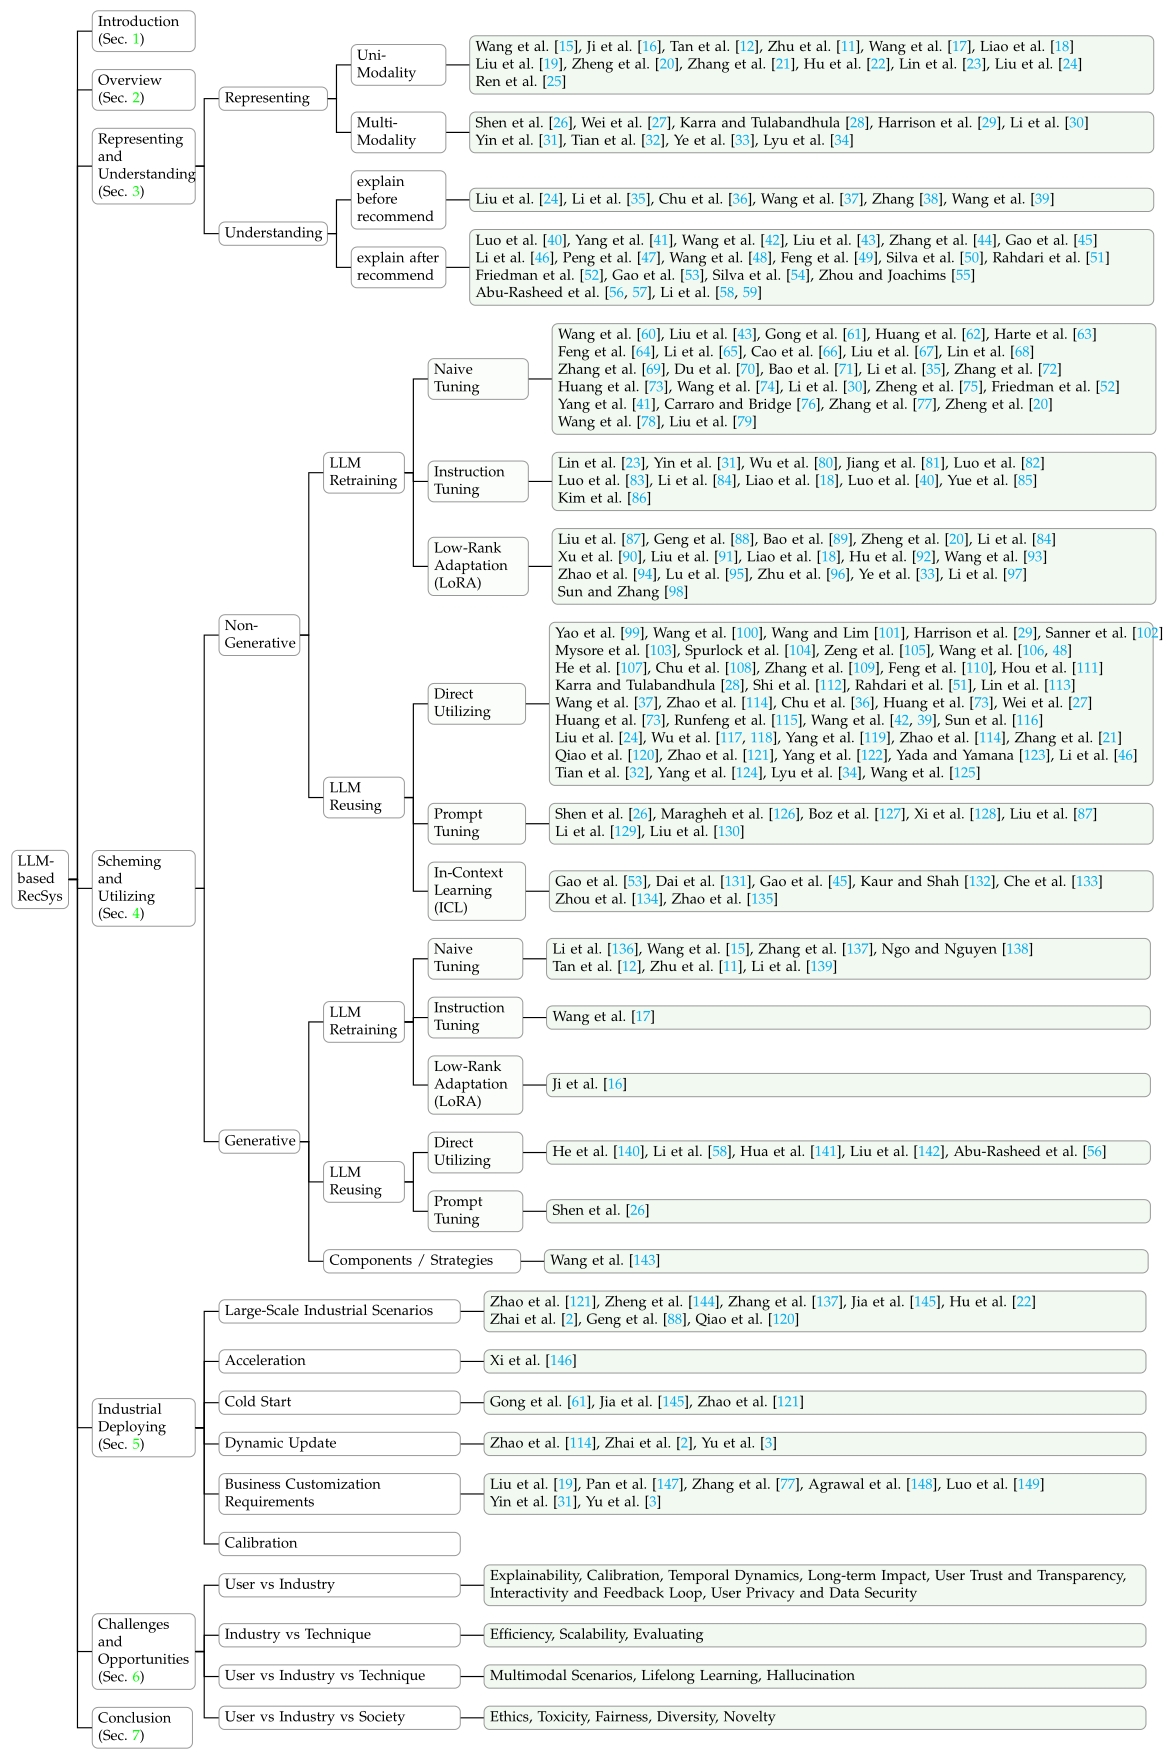 Introduction
(Sec. 1)
Overview
(Sec. 2)
Representing
and
Understanding
(Sec. 3)
Representing
Uni-
Modality
Wang et al. [15], Ji et al. [16], Tan et al. [12], Zhu et al. [11], Wang et al. [17], Liao et al. [18]
Liu et al. [19], Zheng et al. [20], Zhang et al. [21], Hu et al. [22], Lin et al. [23], Liu et al. [24]
Ren et al. [25]
Multi-
Modality
Shen et al. [26], Wei et al. [27], Karra and Tulabandhula [28], Harrison et al. [29], Li et al. [30]
Yin et al. [31], Tian et al. [32], Ye et al. [33], Lyu et al. [34]
Understanding
explain
before
recommend
Liu et al. [24], Li et al. [35], Chu et al. [36], Wang et al. [37], Zhang [38], Wang et al. [39]
explain after
recommend
Luo et al. [40], Yang et al. [41], Wang et al. [42], Liu et al. [43], Zhang et al. [44], Gao et al. [45]
Li et al. [46], Peng et al. [47], Wang et al. [48], Feng et al. [49], Silva et al. [50], Rahdari et al. [51]
Friedman et al. [52], Gao et al. [53], Silva et al. [54], Zhou and Joachims [55]
Abu-Rasheed et al. [56, 57], Li et al. [58, 59]
LLM-
based
RecSys
Scheming
and
Utilizing
(Sec. 4)
Non-
Generative
LLM
Retraining
Naive
Tuning
Wang et al. [60], Liu et al. [43], Gong et al. [61], Huang et al. [62], Harte et al. [63]
Feng et al. [64], Li et al. [65], Cao et al. [66], Liu et al. [67], Lin et al. [68]
Zhang et al. [69], Du et al. [70], Bao et al. [71], Li et al. [35], Zhang et al. [72]
Huang et al. [73], Wang et al. [74], Li et al. [30], Zheng et al. [75], Friedman et al. [52]
Yang et al. [41], Carraro and Bridge [76], Zhang et al. [77], Zheng et al. [20]
Wang et al. [78], Liu et al. [79]
Instruction
Tuning
Lin et al. [23], Yin et al. [31], Wu et al. [80], Jiang et al. [81], Luo et al. [82]
Luo et al. [83], Li et al. [84], Liao et al. [18], Luo et al. [40], Yue et al. [85]
Kim et al. [86]
Low-Rank
Adaptation
(LoRA)
Liu et al. [87], Geng et al. [88], Bao et al. [89], Zheng et al. [20], Li et al. [84]
Xu et al. [90], Liu et al. [91], Liao et al. [18], Hu et al. [92], Wang et al. [93]
Zhao et al. [94], Lu et al. [95], Zhu et al. [96], Ye et al. [33], Li et al. [97]
Sun and Zhang [98]
LLM
Reusing
Direct
Utilizing
Yao et al. [99], Wang et al. [100], Wang and Lim [101], Harrison et al. [29], Sanner et al. [102]
Mysore et al. [103], Spurlock et al. [104], Zeng et al. [105], Wang et al. [106, 48]
He et al. [107], Chu et al. [108], Zhang et al. [109], Feng et al. [110], Hou et al. [111]
Karra and Tulabandhula [28], Shi et al. [112], Rahdari et al. [51], Lin et al. [113]
Wang et al. [37], Zhao et al. [114], Chu et al. [36], Huang et al. [73], Wei et al. [27]
Huang et al. [73], Runfeng et al. [115], Wang et al. [42, 39], Sun et al. [116]
Liu et al. [24], Wu et al. [117, 118], Yang et al. [119], Zhao et al. [114], Zhang et al. [21]
Qiao et al. [120], Zhao et al. [121], Yang et al. [122], Yada and Yamana [123], Li et al. [46]
Tian et al. [32], Yang et al. [124], Lyu et al. [34], Wang et al. [125]
Prompt
Tuning
Shen et al. [26], Maragheh et al. [126], Boz et al. [127], Xi et al. [128], Liu et al. [87]
Li et al. [129], Liu et al. [130]
In-Context
Learning
(ICL)
Gao et al. [53], Dai et al. [131], Gao et al. [45], Kaur and Shah [132], Che et al. [133]
Zhou et al. [134], Zhao et al. [135]
Generative
LLM
Retraining
Naive
Tuning
Li et al. [136], Wang et al. [15], Zhang et al. [137], Ngo and Nguyen [138]
Tan et al. [12], Zhu et al. [11], Li et al. [139]
Instruction
Tuning
Wang et al. [17]
Low-Rank
Adaptation
(LoRA)
Ji et al. [16]
LLM
Reusing
Direct
Utilizing
He et al. [140], Li et al. [58], Hua et al. [141], Liu et al. [142], Abu-Rasheed et al. [56]
Prompt
Tuning
Shen et al. [26]
Components / Strategies
Wang et al. [143]
Industrial
Deploying
(Sec. 5)
Large-Scale Industrial Scenarios
Zhao et al. [121], Zheng et al. [144], Zhang et al. [137], Jia et al. [145], Hu et al. [22]
Zhai et al. [2], Geng et al. [88], Qiao et al. [120]
Acceleration
Xi et al. [146]
Cold Start
Gong et al. [61], Jia et al. [145], Zhao et al. [121]
Dynamic Update
Zhao et al. [114], Zhai et al. [2], Yu et al. [3]
Business Customization
Requirements
Liu et al. [19], Pan et al. [147], Zhang et al. [77], Agrawal et al. [148], Luo et al. [149]
Yin et al. [31], Yu et al. [3]
Calibration
Challenges
and
Opportunities
(Sec. 6)
User vs Industry
Explainability, Calibration, Temporal Dynamics, Long-term Impact, User Trust and Transparency,
Interactivity and Feedback Loop, User Privacy and Data Security
Industry vs Technique
Efficiency, Scalability, Evaluating
User vs Industry vs Technique
Multimodal Scenarios, Lifelong Learning, Hallucination
User vs Industry vs Society
Ethics, Toxicity, Fairness, Diversity, Novelty
Conclusion
(Sec. 7)